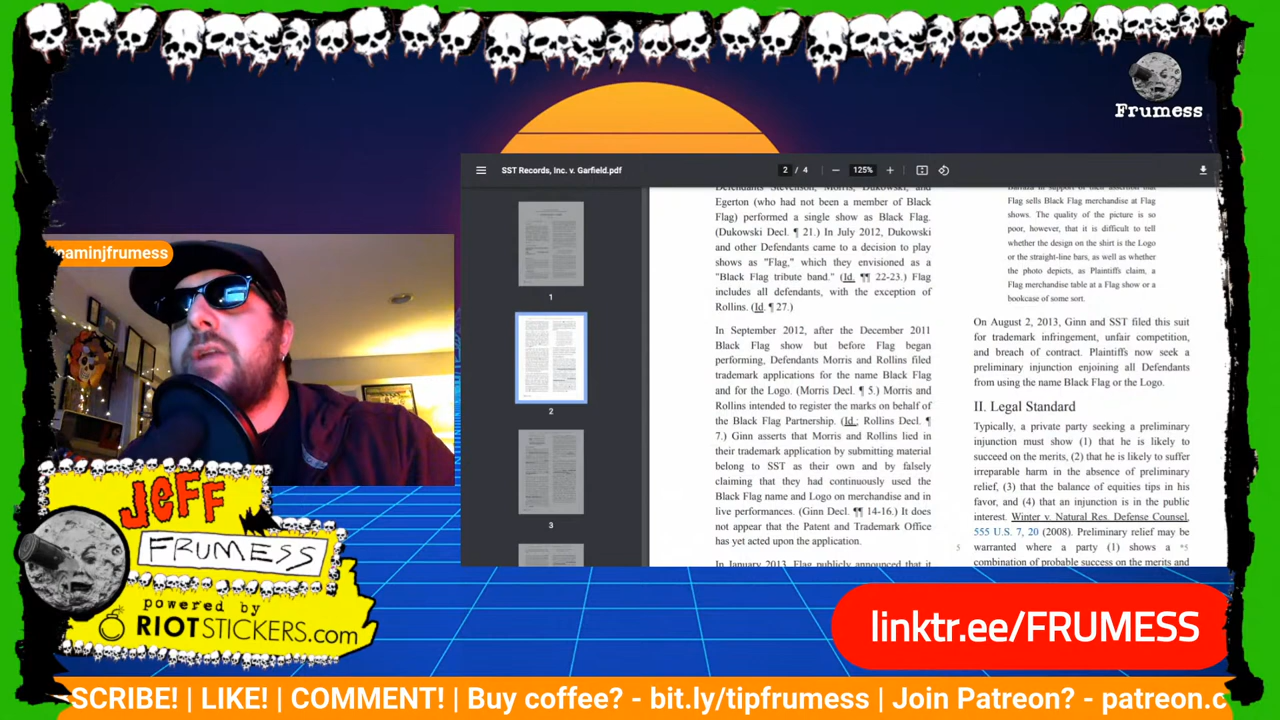 Frumess
SST Records, Inc. v. Garfield.pdf
2 / 4
125%
1
2
3
Defendants Stevenson, Morris, Dukowski, and
Egerton (who had not been a member of Black
Flag) performed a single show as Black Flag.
(Dukowski Decl. ¶ 21.) In July 2012, Dukowski
and other Defendants came to a decision to play
shows as "Flag," which they envisioned as a
"Black Flag tribute band." (Id. ¶¶ 22-23.) Flag
includes all defendants, with the exception of
Rollins. (Id. ¶ 27.)
In September 2012, after the December 2011
Black Flag show but before Flag began
performing, Defendants Morris and Rollins filed
trademark applications for the name Black Flag
and for the Logo. (Morris Decl. ¶ 5.) Morris and
Rollins intended to register the marks on behalf of
the Black Flag Partnership. (Id.; Rollins Decl. ¶
7.) Ginn asserts that Morris and Rollins lied in
their trademark application by submitting material
belong to SST as their own and by falsely
claiming that they had continuously used the
Black Flag name and Logo on merchandise and in
live performances. (Ginn Decl. ¶¶ 14-16.) It does
not appear that the Patent and Trademark Office
has yet acted upon the application.
In January 2013, Flag publicly announced that it
in support of their assertion that
Flag sells Black Flag merchandise at Flag
shows. The quality of the picture is so
poor, however, that it is difficult to tell
whether the design on the shirt is the Logo
or the straight-line bars, as well as whether
the photo depicts, as Plaintiffs claim, a
Flag merchandise table at a Flag show or a
bookcase of some sort.
On August 2, 2013, Ginn and SST filed this suit
for trademark infringement, unfair competition,
and breach of contract. Plaintiffs now seek a
preliminary injunction enjoining all Defendants
from using the name Black Flag or the Logo.
II. Legal Standard
Typically, a private party seeking a preliminary
injunction must show (1) that he is likely to
succeed on the merits, (2) that he is likely to suffer
irreparable harm in the absence of preliminary
relief, (3) that the balance of equities tips in his
favor, and (4) that an injunction is in the public
interest. Winter v. Natural Res. Defense Counsel,
555 U.S. 7, 20 (2008). Preliminary relief may be
5 warranted where a party (1) shows a *5
combination of probable success on the merits and
eaminjfrumess
JEFF
FRUMESS
powered by
RIOTSTICKERS.com
linktr.ee/FRUMESS
SCRIBE! | LIKE! | COMMENT! | Buy coffee? - bit.ly/tipfrumess | Join Patreon? - patreon.c